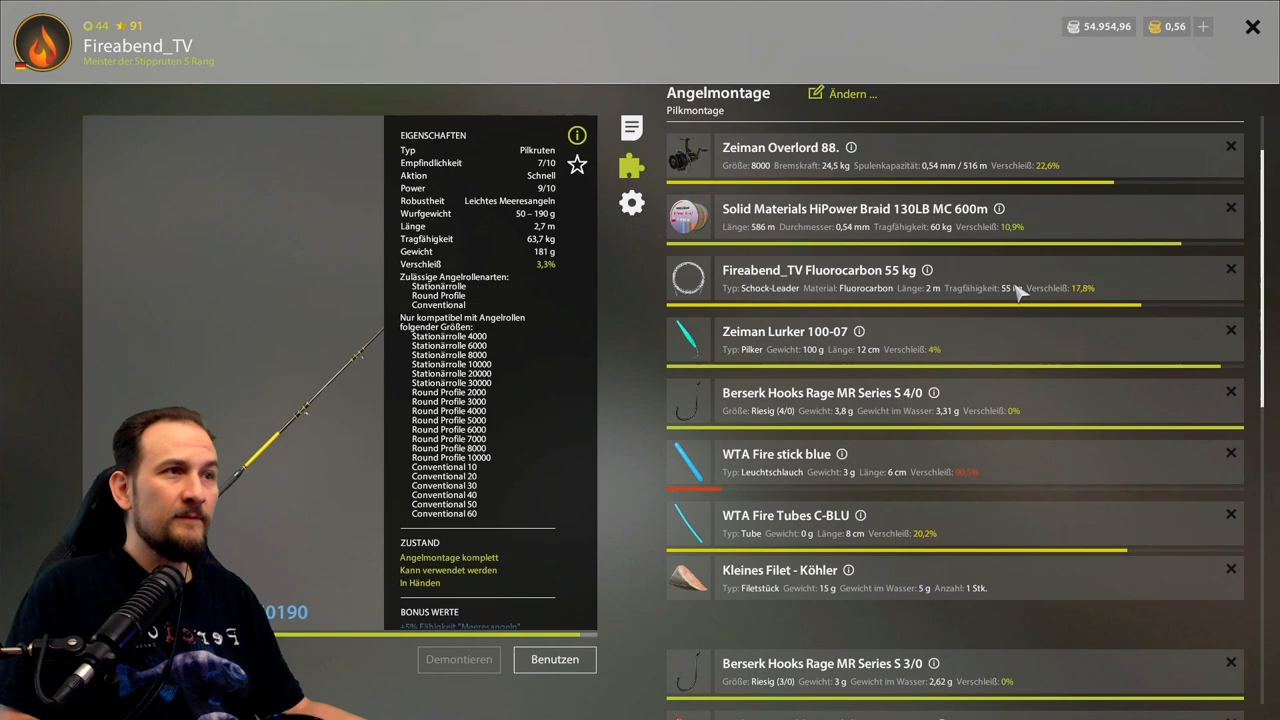 44 91
Fireabend_TV
Meister der Stippruten 5 Rang
54.954,96 0,56 +
EIGENSCHAFTEN
Typ Pilkruten
Empfindlichkeit 7/10
Aktion Schnell
Power 9/10
Robustheit Leichtes Meeresangeln
Wurfgewicht 50 – 190 g
Länge 2,7 m
Tragfähigkeit 63,7 kg
Gewicht 181 g
Verschleiß 3,3%
Zulässige Angelrollenarten:
Stationärrolle
Round Profile
Conventional
Nur kompatibel mit Angelrollen
folgender Größen:
Stationärrolle 4000
Stationärrolle 6000
Stationärrolle 8000
Stationärrolle 10000
Stationärrolle 20000
Stationärrolle 30000
Round Profile 2000
Round Profile 3000
Round Profile 4000
Round Profile 5000
Round Profile 6000
Round Profile 7000
Round Profile 8000
Round Profile 10000
Conventional 10
Conventional 20
Conventional 30
Conventional 40
Conventional 50
Conventional 60
ZUSTAND
Angelmontage komplett
Kann verwendet werden
In Händen
BONUS WERTE
+5% Fähigkeit "Meeresangeln"
0190
Demontieren Benutzen
Angelmontage Ändern ...
Pilkmontage
Zeiman Overlord 88.
Größe: 8000 Bremskraft: 24,5 kg Spulenkapazität: 0,54 mm / 516 m Verschleiß: 22,6%
Solid Materials HiPower Braid 130LB MC 600m
Länge: 586 m Durchmesser: 0,54 mm Tragfähigkeit: 60 kg Verschleiß: 10,9%
Fireabend_TV Fluorocarbon 55 kg
Typ: Schock-Leader Material: Fluorocarbon Länge: 2 m Tragfähigkeit: 55 Verschleiß: 17,8%
Zeiman Lurker 100-07
Typ: Pilker Gewicht: 100 g Länge: 12 cm Verschleiß: 4%
Berserk Hooks Rage MR Series S 4/0
Größe: Riesig (4/0) Gewicht: 3,8 g Gewicht im Wasser: 3,31 g Verschleiß: 0%
WTA Fire stick blue
Typ: Leuchtschlauch Gewicht: 3 g Länge: 6 cm Verschleiß: 90,5%
WTA Fire Tubes C-BLU
Typ: Tube Gewicht: 0 g Länge: 8 cm Verschleiß: 20,2%
Kleines Filet - Köhler
Typ: Filetstück Gewicht: 15 g Gewicht im Wasser: 5 g Anzahl: 1 Stk.
Berserk Hooks Rage MR Series S 3/0
Größe: Riesig (3/0) Gewicht: 3 g Gewicht im Wasser: 2,62 g Verschleiß: 0%